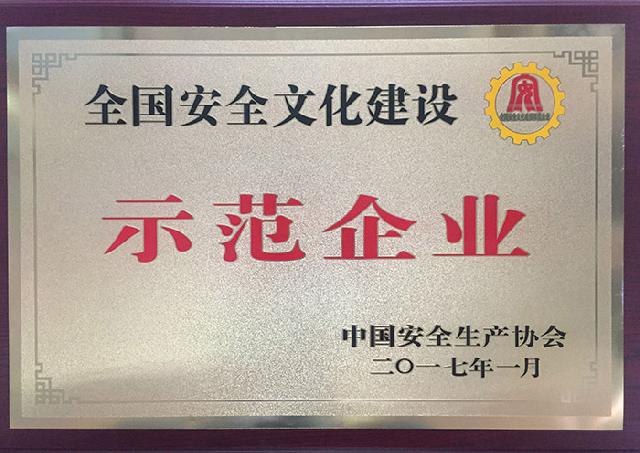 全国安全文化建设
示范企业
中国安全生产协会
二〇一七年一月